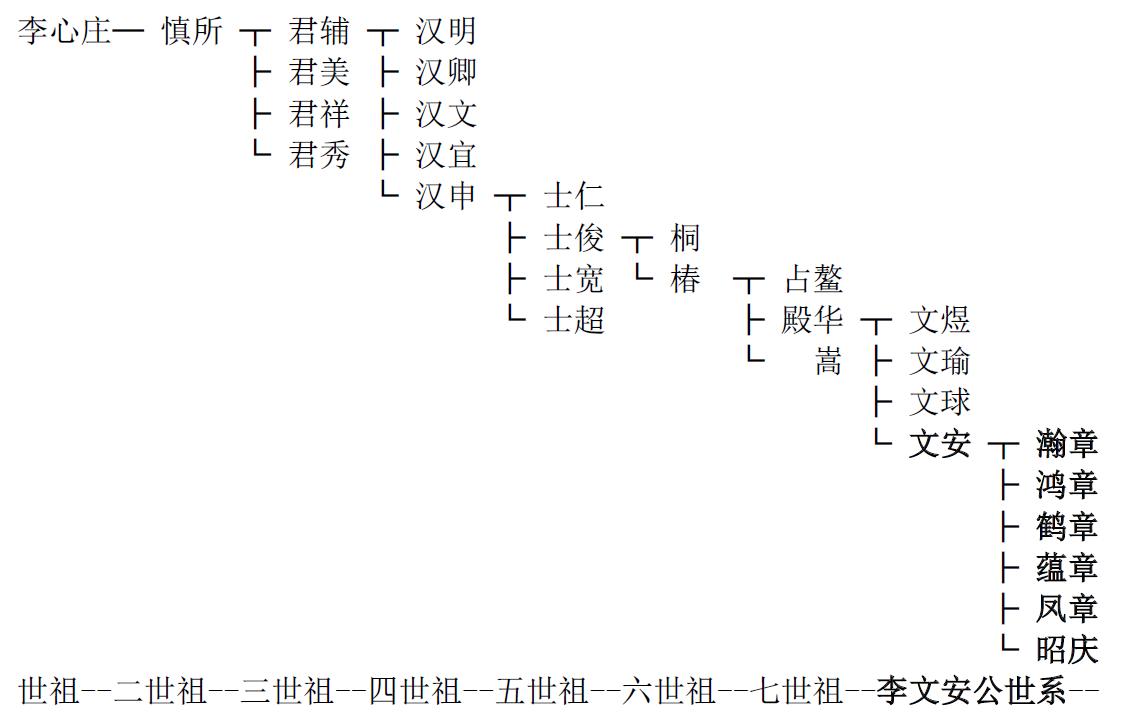 李心庄— 慎所 ┬ 君辅 ┬ 汉明
├ 君美 ├ 汉卿
├ 君祥 ├ 汉文
└ 君秀 ├ 汉宜
└ 汉申 ┬ 士仁
├ 士俊 ┬ 桐
├ 士宽 └ 椿 ┬ 占鳌
└ 士超 ├ 殿华 ┬ 文煜
└ 嵩 ├ 文瑜
├ 文球
└ 文安 ┬ 瀚章
├ 鸿章
├ 鹤章
├ 蕴章
├ 凤章
└ 昭庆
世祖--二世祖--三世祖--四世祖--五世祖--六世祖--七世祖--李文安公世系--